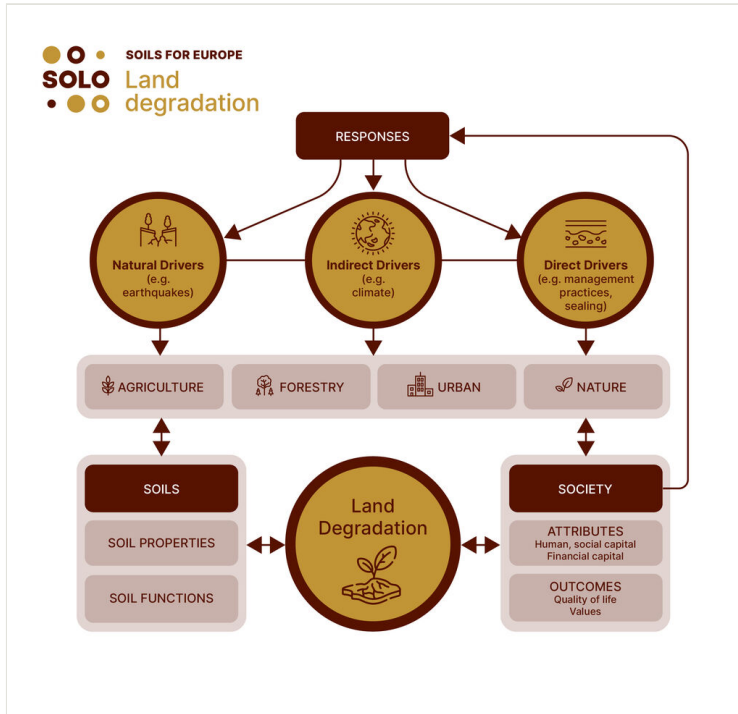 SOILS FOR EUROPE
SOLO
Land
degradation
RESPONSES
Natural Drivers
(e.g.
earthquakes)
Indirect Drivers
(e.g.
climate)
Direct Drivers
(e.g. management
practices,
sealing)
AGRICULTURE
FORESTRY
URBAN
NATURE
SOILS
SOIL PROPERTIES
SOIL FUNCTIONS
Land
Degradation
SOCIETY
ATTRIBUTES
Human, social capital
Financial capital
OUTCOMES
Quality of life
Values